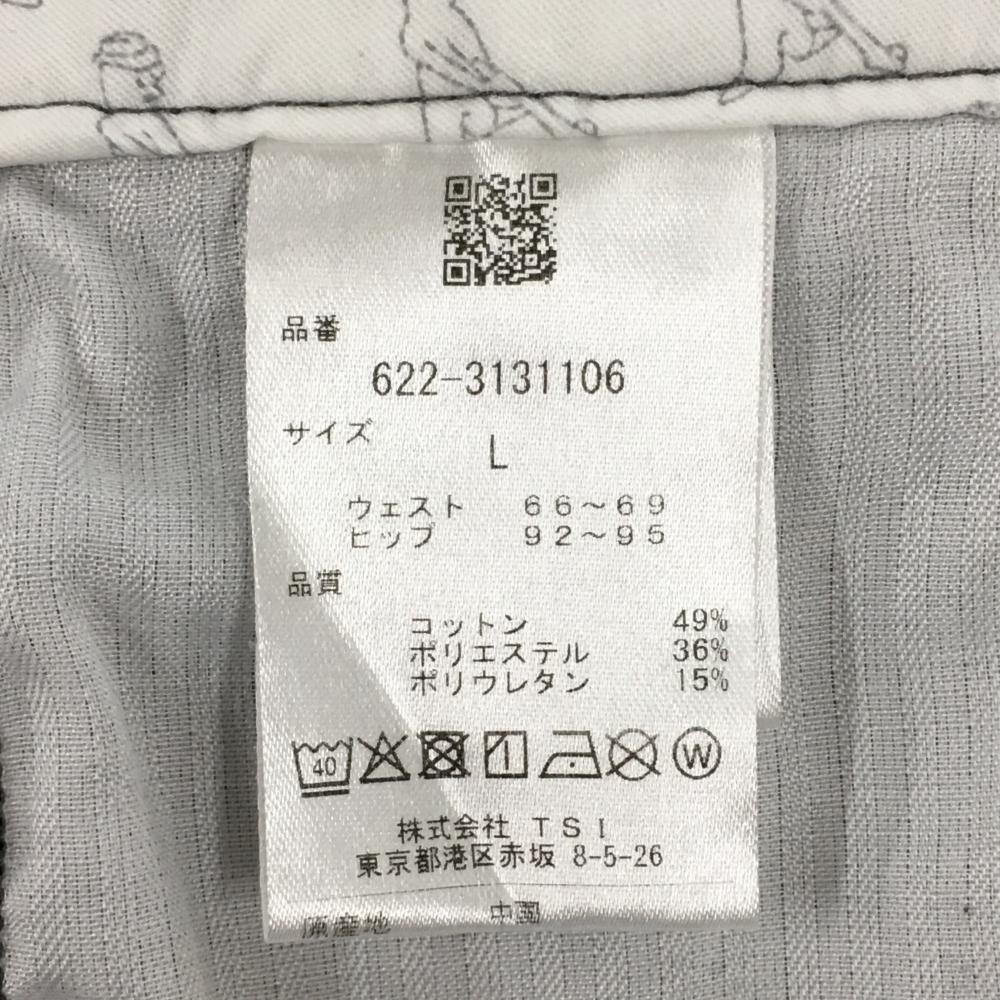 品番
622-3131106
サイズ
L
ウェスト 66～69
ヒップ 92～95
品質
コットン 49%
ポリエステル 36%
ポリウレタン 15%
40 W
株式会社 TSI
東京都港区赤坂 8-5-26
原産地 中国